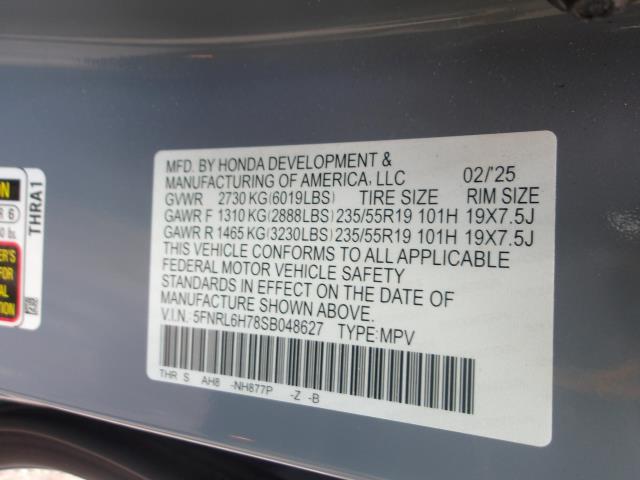 MFD. BY HONDA DEVELOPMENT &
MANUFACTURING OF AMERICA, LLC 02/'25
GVWR 2730 KG(6019LBS) TIRE SIZE RIM SIZE
GAWR F 1310 KG(2888LBS) 235/55R19 101H 19X7.5J
GAWR R 1465 KG(3230LBS) 235/55R19 101H 19X7.5J
THIS VEHICLE CONFORMS TO ALL APPLICABLE
FEDERAL MOTOR VEHICLE SAFETY
STANDARDS IN EFFECT ON THE DATE OF
MANUFACTURE SHOWN ABOVE.
V.I.N.: 5FNRL6H78SB048627 TYPE:MPV
THR S AH8 -NH877P -Z -B
THRA1
R 6